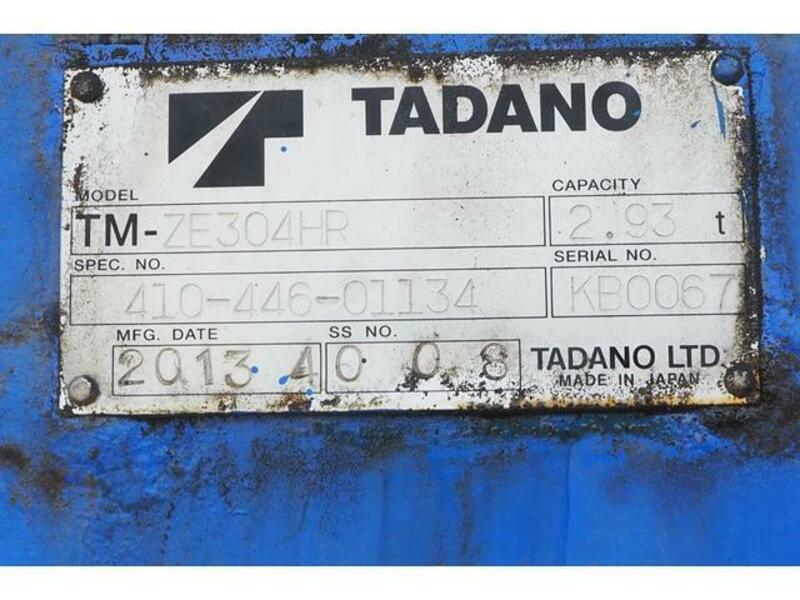 TADANO
MODEL
CAPACITY
TM-ZE304HR
2.93 t
SPEC. NO.
SERIAL NO.
410-446-01134
KB0067
MFG. DATE
SS NO.
2013 4
0 0 8
TADANO LTD.
MADE IN JAPAN